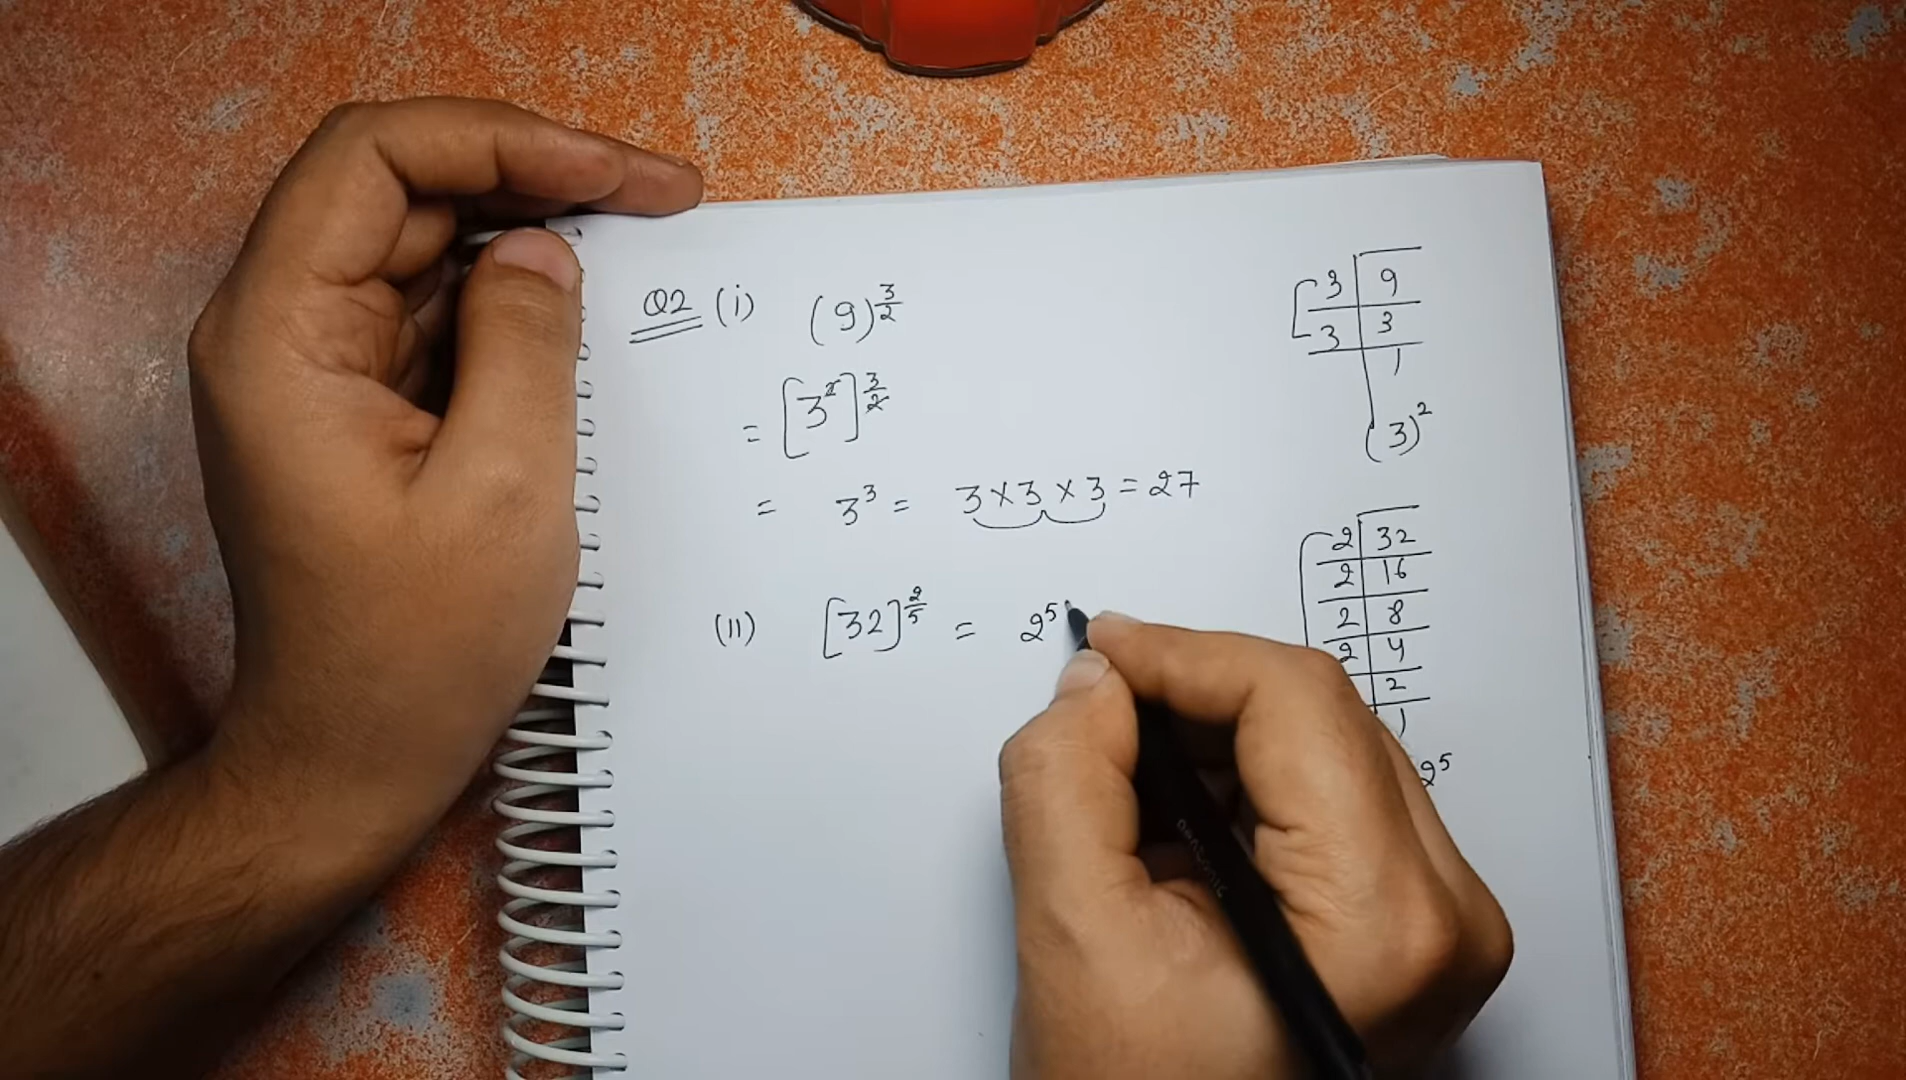 Q2 (i) (9)^{3/2}
= [3^2]^{3/2}
= 3^3 = 3 × 3 × 3 = 27
(II) [32]^{2/5} = 2^5
3 | 9
3 | 3
1
(3)^2
2 | 32
2 | 16
2 | 8
2 | 4
2
1
2^5